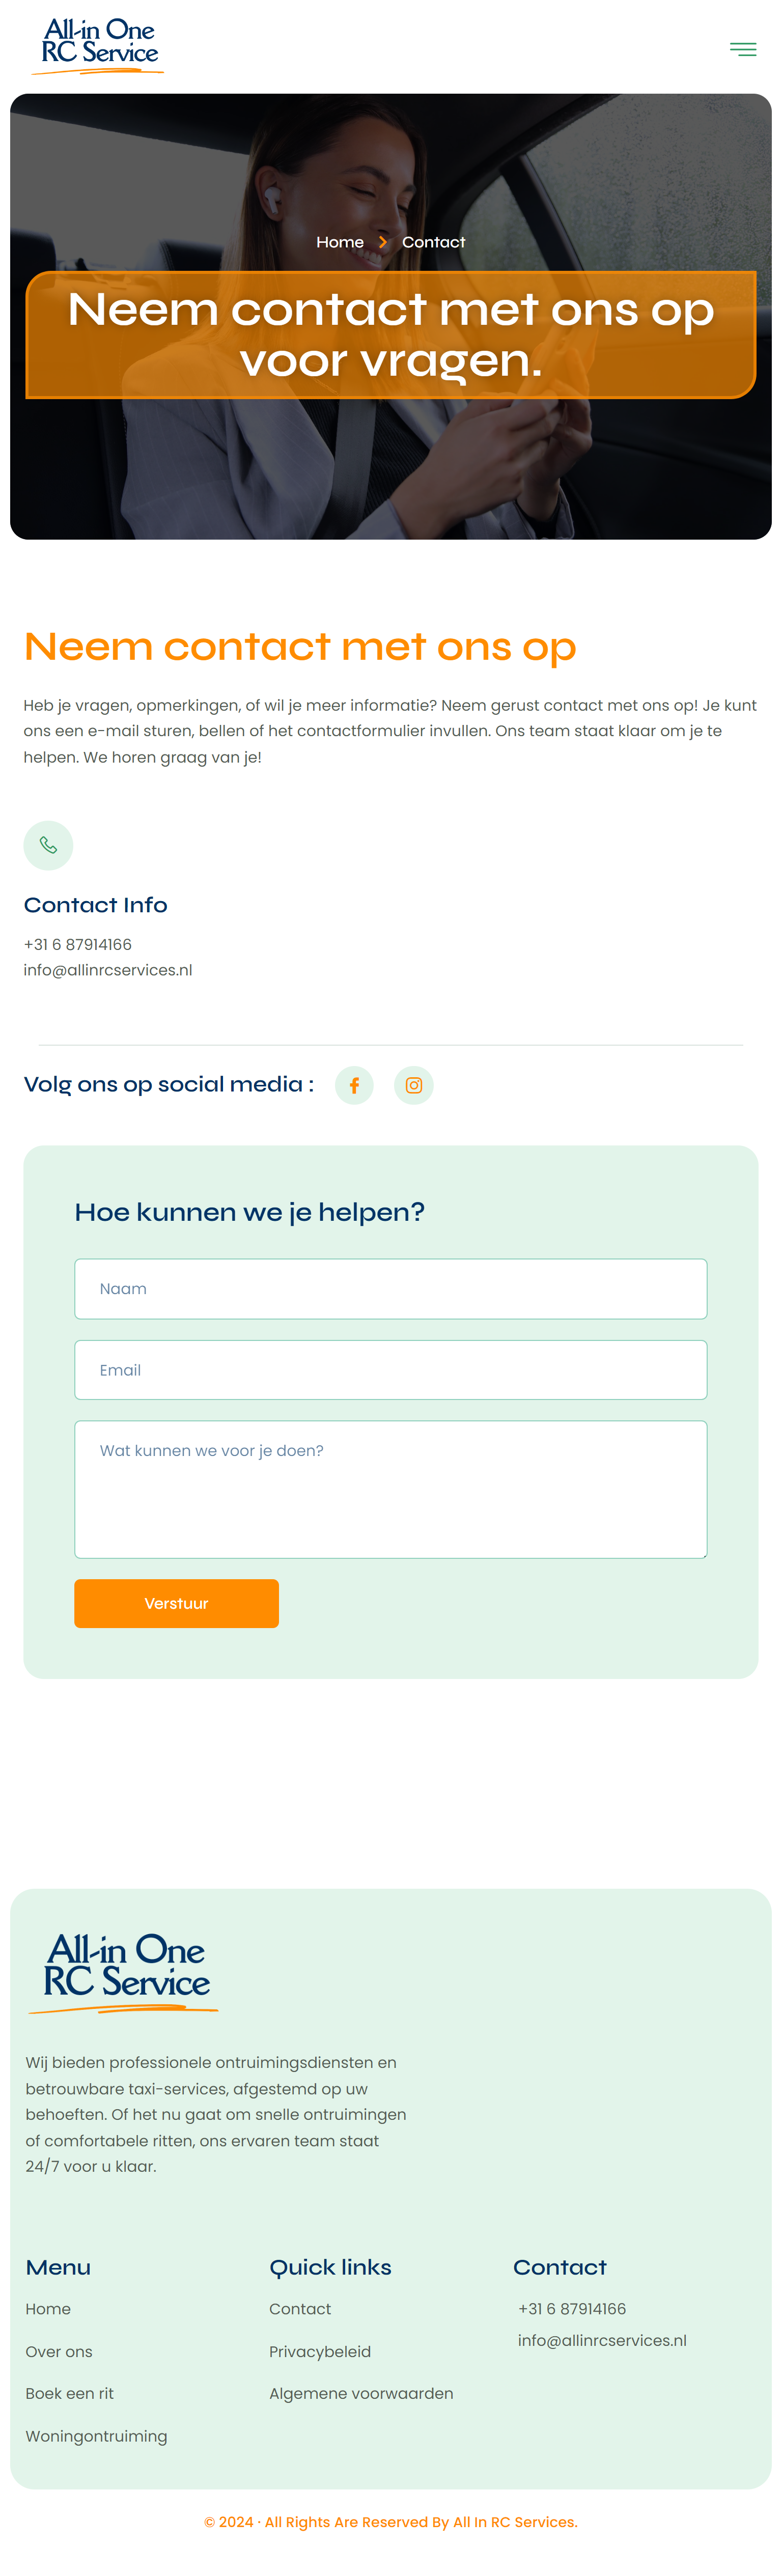 All-in One
RC Service
Home
Contact
Neem contact met ons op
voor vragen.
Neem contact met ons op
Heb je vragen, opmerkingen, of wil je meer informatie? Neem gerust contact met ons op! Je kunt
ons een e-mail sturen, bellen of het contactformulier invullen. Ons team staat klaar om je te
helpen. We horen graag van je!
Contact Info
+31 6 87914166
info@allinrcservices.nl
Volg ons op social media :
Hoe kunnen we je helpen?
Naam
Email
Wat kunnen we voor je doen?
Verstuur
All-in One
RC Service
Wij bieden professionele ontruimingsdiensten en
betrouwbare taxi-services, afgestemd op uw
behoeften. Of het nu gaat om snelle ontruimingen
of comfortabele ritten, ons ervaren team staat
24/7 voor u klaar.
Menu
Home
Over ons
Boek een rit
Woningontruiming
Quick links
Contact
Privacybeleid
Algemene voorwaarden
Contact
+31 6 87914166
info@allinrcservices.nl
© 2024 · All Rights Are Reserved By All In RC Services.